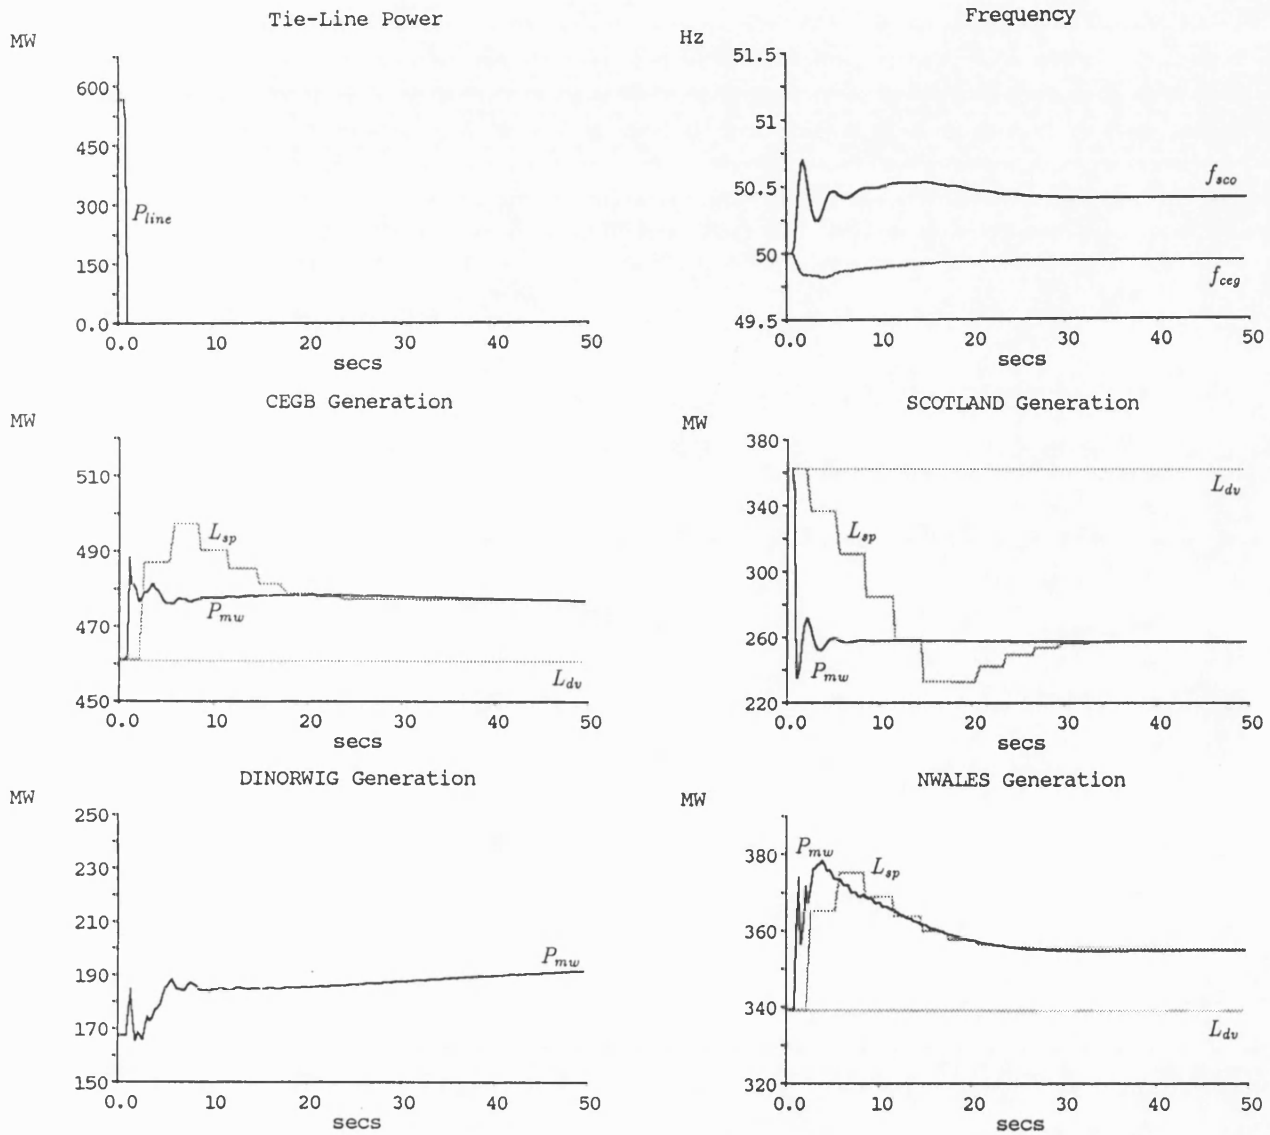 Tie-Line Power
MW
600
450
300
150
0.0
P_line
0.0 10 20 30 40 50
secs
Frequency
Hz
51.5
51
50.5
50
49.5
f_sco
f_ceg
0.0 10 20 30 40 50
secs
CEGB Generation
MW
510
490
470
450
L_sp
P_mw
L_dv
0.0 10 20 30 40 50
secs
SCOTLAND Generation
MW
380
340
300
260
220
L_dv
L_sp
P_mw
0.0 10 20 30 40 50
secs
DINORWIG Generation
MW
250
230
210
190
170
150
P_mw
0.0 10 20 30 40 50
secs
NWALES Generation
MW
380
360
340
320
P_mw
L_sp
L_dv
0.0 10 20 30 40 50
secs